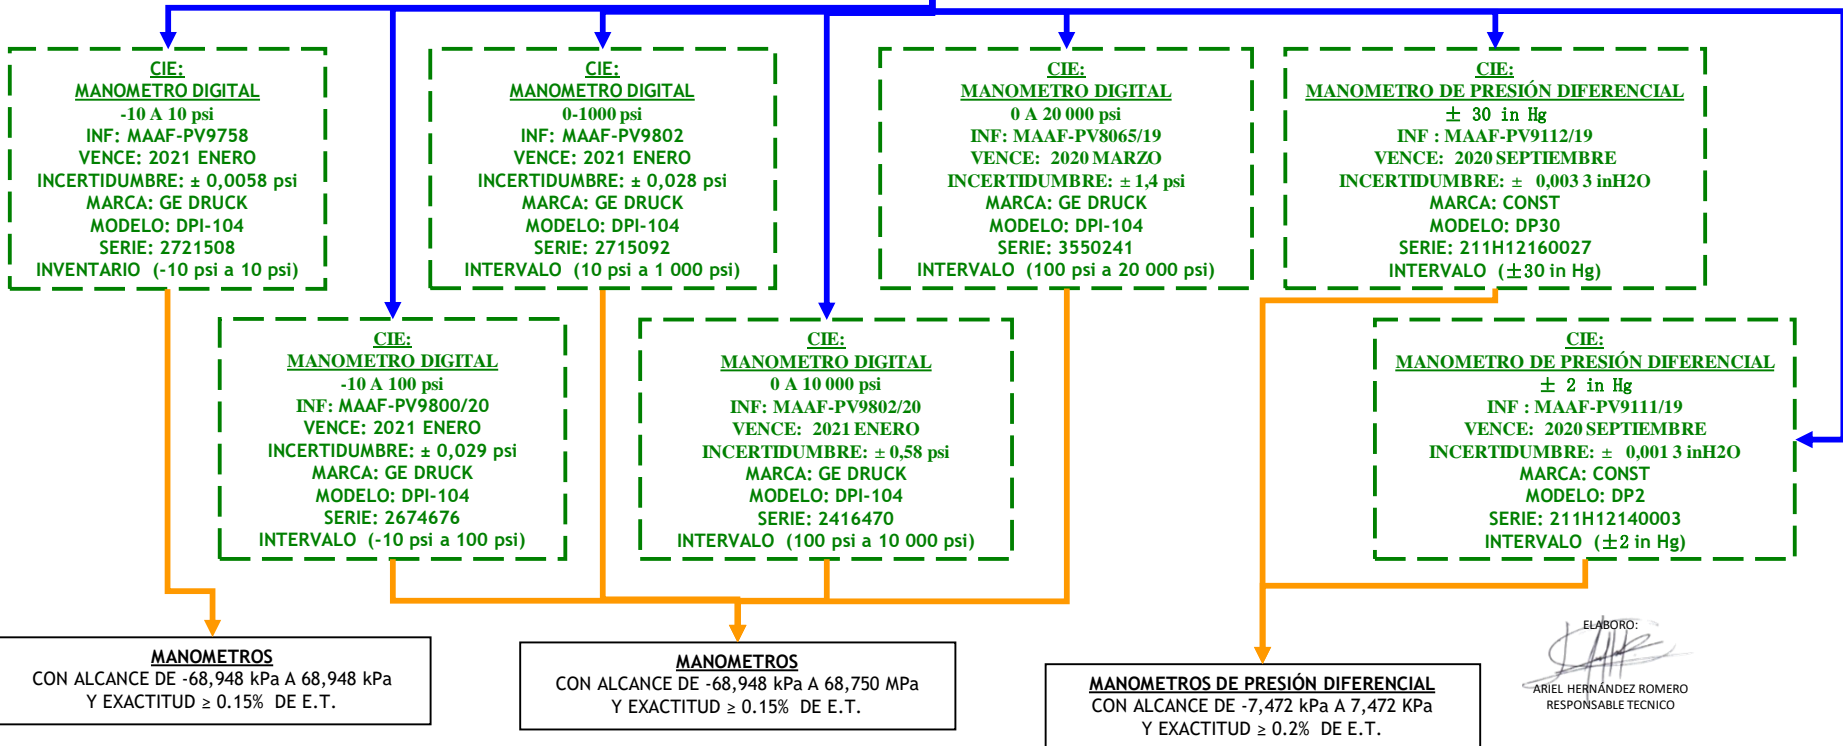 CIE:
MANOMETRO DIGITAL
-10 A 10 psi
INF: MAAF-PV9758
VENCE: 2021 ENERO
INCERTIDUMBRE: ± 0,0058 psi
MARCA: GE DRUCK
MODELO: DPI-104
SERIE: 2721508
INVENTARIO (-10 psi a 10 psi)
CIE:
MANOMETRO DIGITAL
0-1000 psi
INF: MAAF-PV9802
VENCE: 2021 ENERO
INCERTIDUMBRE: ± 0,028 psi
MARCA: GE DRUCK
MODELO: DPI-104
SERIE: 2715092
INTERVALO (10 psi a 1 000 psi)
CIE:
MANOMETRO DIGITAL
0 A 20 000 psi
INF: MAAF-PV8065/19
VENCE: 2020 MARZO
INCERTIDUMBRE: ± 1,4 psi
MARCA: GE DRUCK
MODELO: DPI-104
SERIE: 3550241
INTERVALO (100 psi a 20 000 psi)
CIE:
MANOMETRO DE PRESIÓN DIFERENCIAL
± 30 in Hg
INF : MAAF-PV9112/19
VENCE: 2020 SEPTIEMBRE
INCERTIDUMBRE: ± 0,003 3 inH2O
MARCA: CONST
MODELO: DP30
SERIE: 211H12160027
INTERVALO (±30 in Hg)
CIE:
MANOMETRO DIGITAL
-10 A 100 psi
INF: MAAF-PV9800/20
VENCE: 2021 ENERO
INCERTIDUMBRE: ± 0,029 psi
MARCA: GE DRUCK
MODELO: DPI-104
SERIE: 2674676
INTERVALO (-10 psi a 100 psi)
CIE:
MANOMETRO DIGITAL
0 A 10 000 psi
INF: MAAF-PV9802/20
VENCE: 2021 ENERO
INCERTIDUMBRE: ± 0,58 psi
MARCA: GE DRUCK
MODELO: DPI-104
SERIE: 2416470
INTERVALO (100 psi a 10 000 psi)
CIE:
MANOMETRO DE PRESIÓN DIFERENCIAL
± 2 in Hg
INF : MAAF-PV9111/19
VENCE: 2020 SEPTIEMBRE
INCERTIDUMBRE: ± 0,001 3 inH2O
MARCA: CONST
MODELO: DP2
SERIE: 211H12140003
INTERVALO (±2 in Hg)
MANOMETROS
CON ALCANCE DE -68,948 kPa A 68,948 kPa
Y EXACTITUD ≥ 0.15% DE E.T.
MANOMETROS
CON ALCANCE DE -68,948 kPa A 68,750 MPa
Y EXACTITUD ≥ 0.15% DE E.T.
MANOMETROS DE PRESIÓN DIFERENCIAL
CON ALCANCE DE -7,472 kPa A 7,472 KPa
Y EXACTITUD ≥ 0.2% DE E.T.
ELABORO:
ARIEL HERNÁNDEZ ROMERO
RESPONSABLE TECNICO